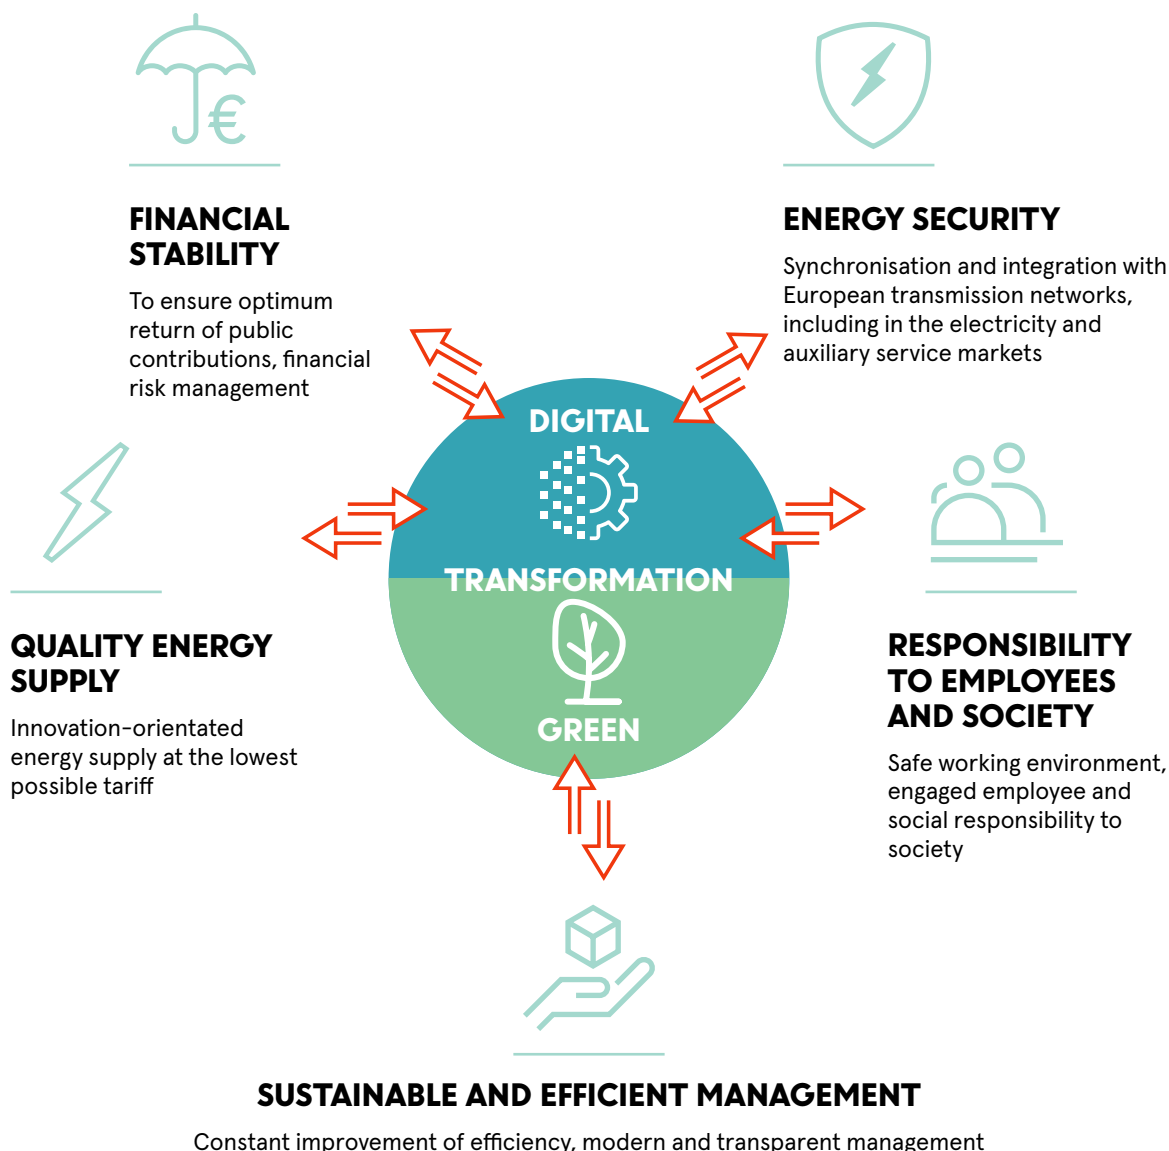 €
FINANCIAL
STABILITY
To ensure optimum
return of public
contributions, financial
risk management
ENERGY SECURITY
Synchronisation and integration with
European transmission networks,
including in the electricity and
auxiliary service markets
DIGITAL
TRANSFORMATION
GREEN
QUALITY ENERGY
SUPPLY
Innovation-orientated
energy supply at the lowest
possible tariff
RESPONSIBILITY
TO EMPLOYEES
AND SOCIETY
Safe working environment,
engaged employee and
social responsibility to
society
SUSTAINABLE AND EFFICIENT MANAGEMENT
Constant improvement of efficiency, modern and transparent management